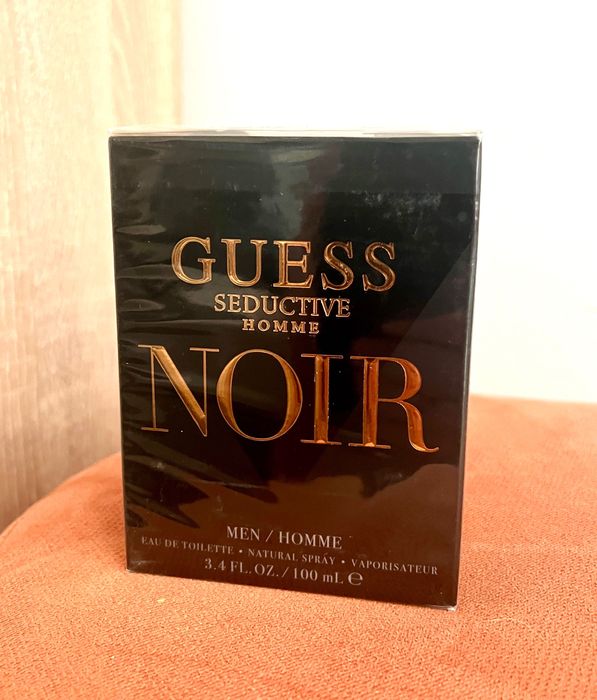 GUESS
SEDUCTIVE
HOMME
NOIR
MEN / HOMME
EAU DE TOILETTE • NATURAL SPRAY • VAPORISATEUR
3.4 FL. OZ. / 100 mL ℮